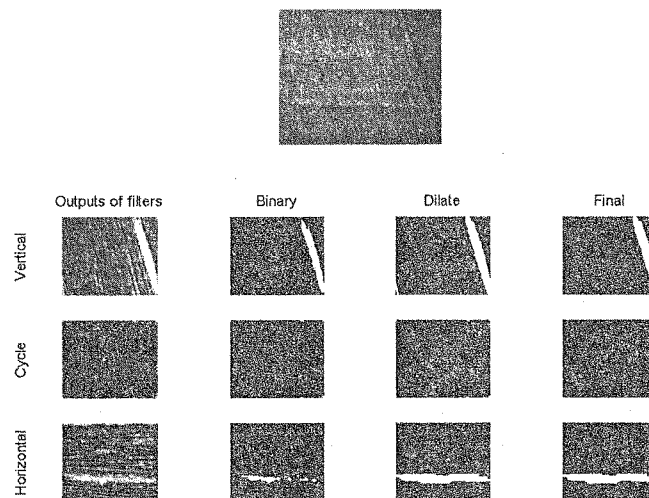 Outputs of filters Binary Dilate Final
Vertical
Cycle
Horizontal